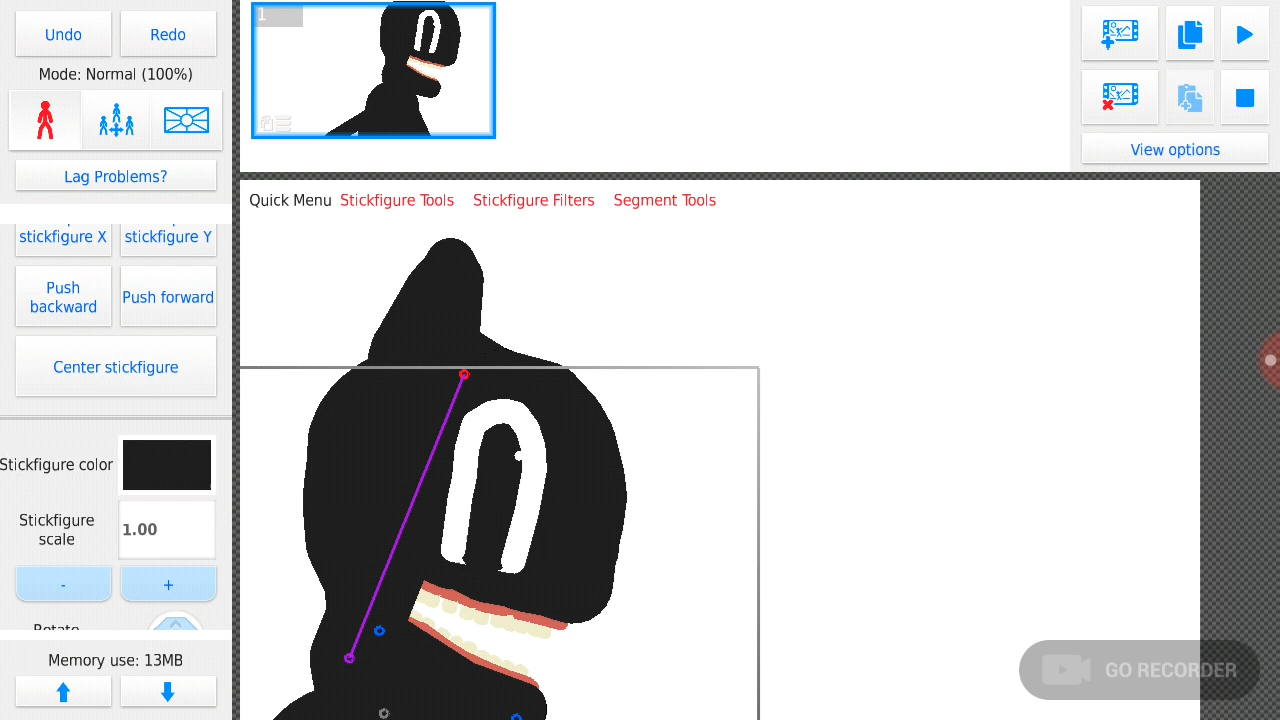 Undo
Redo
Mode: Normal (100%)
Lag Problems?
stickfigure X
stickfigure Y
Push backward
Push forward
Center stickfigure
Stickfigure color
Stickfigure scale
1.00
-
+
Rotate
Memory use: 13MB
1
View options
Quick Menu Stickfigure Tools Stickfigure Filters Segment Tools
GO RECORDER